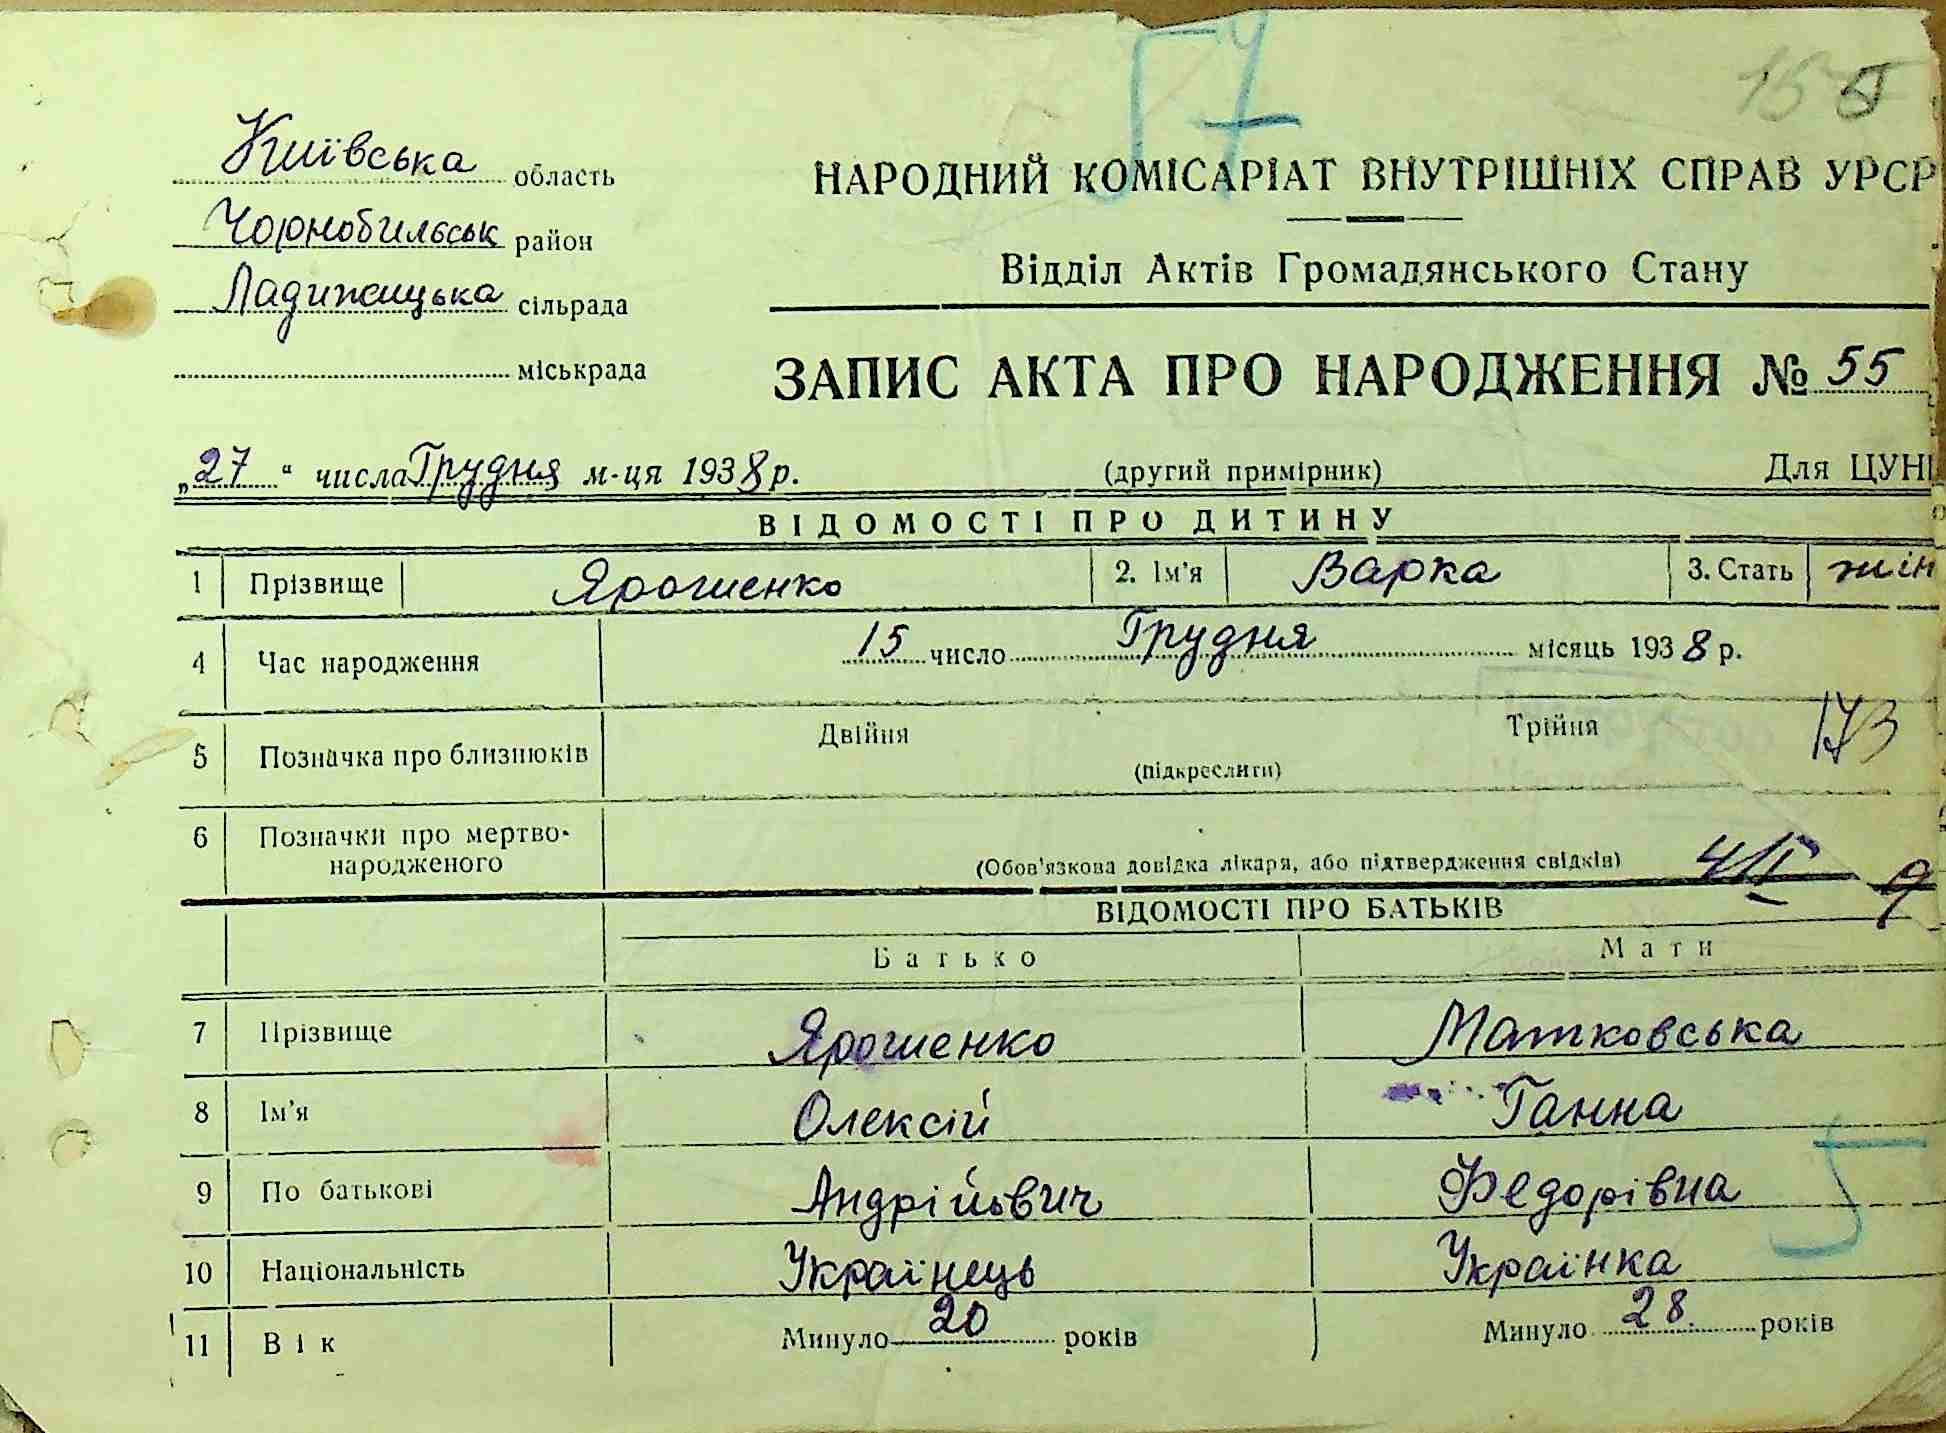 57
155
Київська область
НАРОДНИЙ КОМІСАРІАТ ВНУТРІШНІХ СПРАВ УРСР
Чорнобильськ район
Відділ Актів Громадянського Стану
Ладижицька сільрада
міськрада
ЗАПИС АКТА ПРО НАРОДЖЕННЯ № 55
„27“ числа Грудня м-ця 1938 р. (другий примірник) Для ЦУН
ВІДОМОСТІ ПРО ДИТИНУ
1 Прізвище Ярошенко 2. Ім'я Варка 3. Стать жін
4 Час народження 15 число Грудня місяць 1938 р.
5 Позначка про близнюків Двійня Трійня 173
(підкреслити)
6 Позначки про мертво-
народженого (Обов'язкова довідка лікаря, або підтвердження свідків)
ВІДОМОСТІ ПРО БАТЬКІВ
Батько Мати
7 Прізвище Ярошенко Матковська
8 Ім'я Олексій Ганна
9 По батькові Андрійович Федорівна
5
10 Національність Українець Українка
11 Вік Минуло 20 років Минуло 28 років